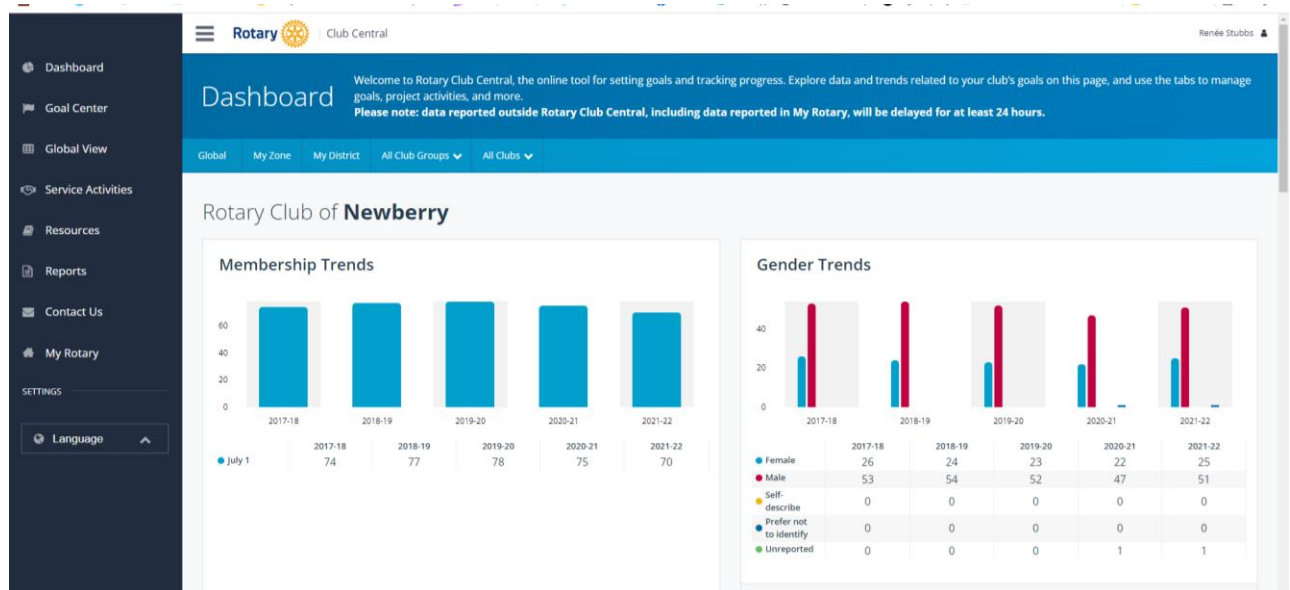 Rotary Club Central
Renée Stubbs
Dashboard
Goal Center
Global View
Service Activities
Resources
Reports
Contact Us
My Rotary
SETTINGS
Language
Dashboard
Welcome to Rotary Club Central, the online tool for setting goals and tracking progress. Explore data and trends related to your club's goals on this page, and use the tabs to manage
goals, project activities, and more.
Please note: data reported outside Rotary Club Central, including data reported in My Rotary, will be delayed for at least 24 hours.
Global My Zone My District All Club Groups All Clubs
Rotary Club of Newberry
Membership Trends
60
40
20
0
2017-18 2018-19 2019-20 2020-21 2021-22
2017-18 2018-19 2019-20 2020-21 2021-22
July 1 74 77 78 75 70
Gender Trends
40
20
0
2017-18 2018-19 2019-20 2020-21 2021-22
2017-18 2018-19 2019-20 2020-21 2021-22
Female 26 24 23 22 25
Male 53 54 52 47 51
Self-
describe 0 0 0 0 0
Prefer not
to identify 0 0 0 0 0
Unreported 0 0 0 1 1